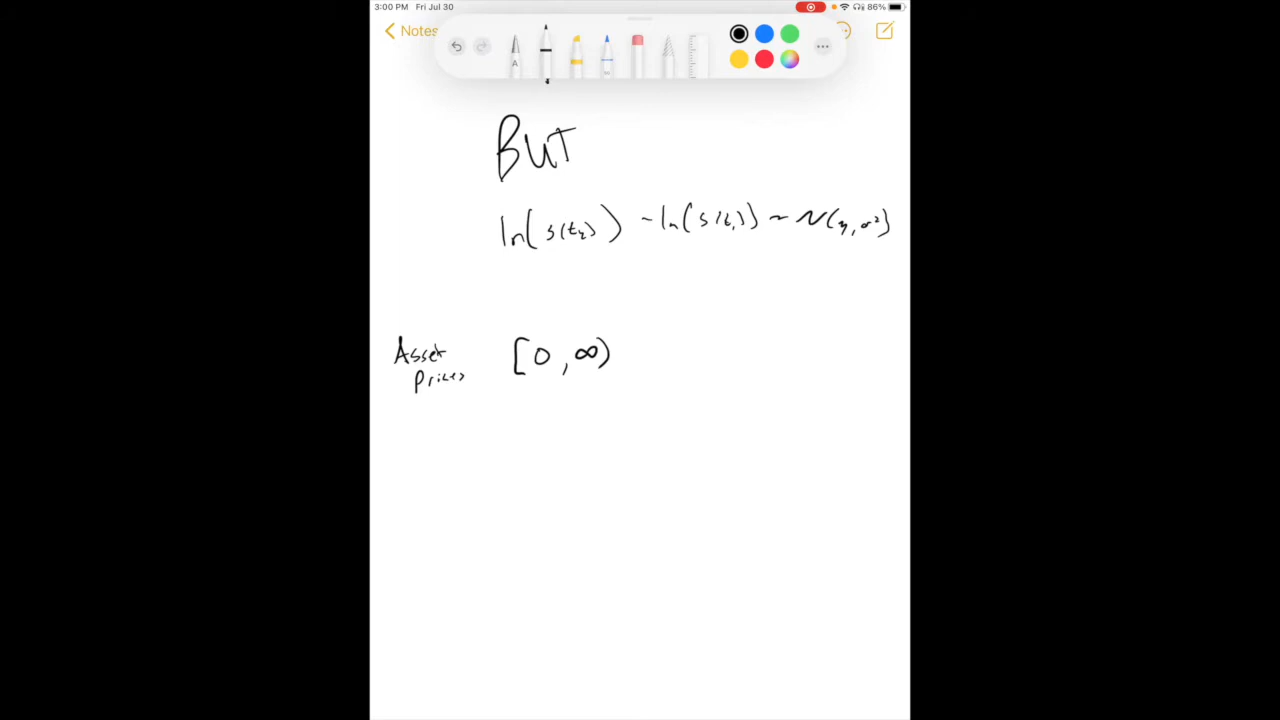 3:00 PM Fri Jul 30 86%
Notes
A
BUT
ln(S(t₂)) - ln(S(t₁)) ~ N(η, σ²)
Asset [0, ∞)
Prices